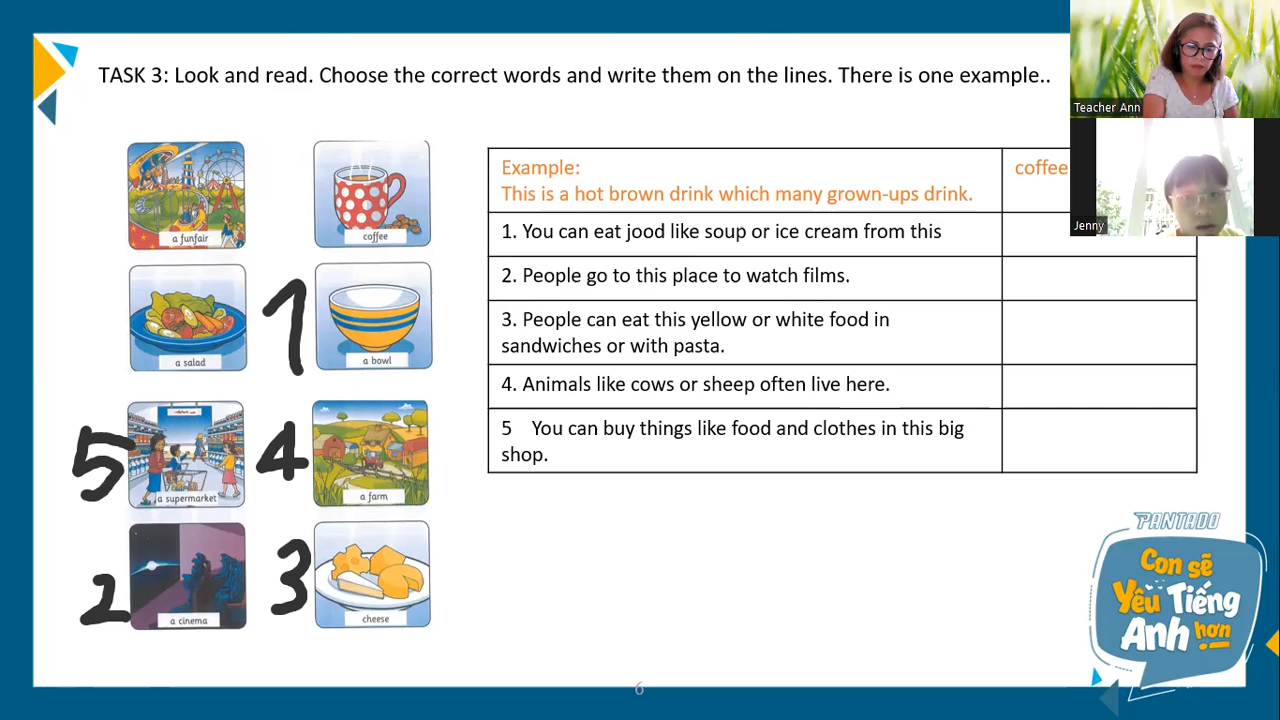 TASK 3: Look and read. Choose the correct words and write them on the lines. There is one example..
Teacher Ann
Jenny
a funfair
coffee
a salad
1
a bowl
5
a supermarket
4
a farm
2
a cinema
3
cheese
Example:
This is a hot brown drink which many grown-ups drink.
coffee
1. You can eat jood like soup or ice cream from this
2. People go to this place to watch films.
3. People can eat this yellow or white food in
sandwiches or with pasta.
4. Animals like cows or sheep often live here.
5 You can buy things like food and clothes in this big
shop.
PANTADO
Con sẽ
Yêu Tiếng
Anh hơn
6